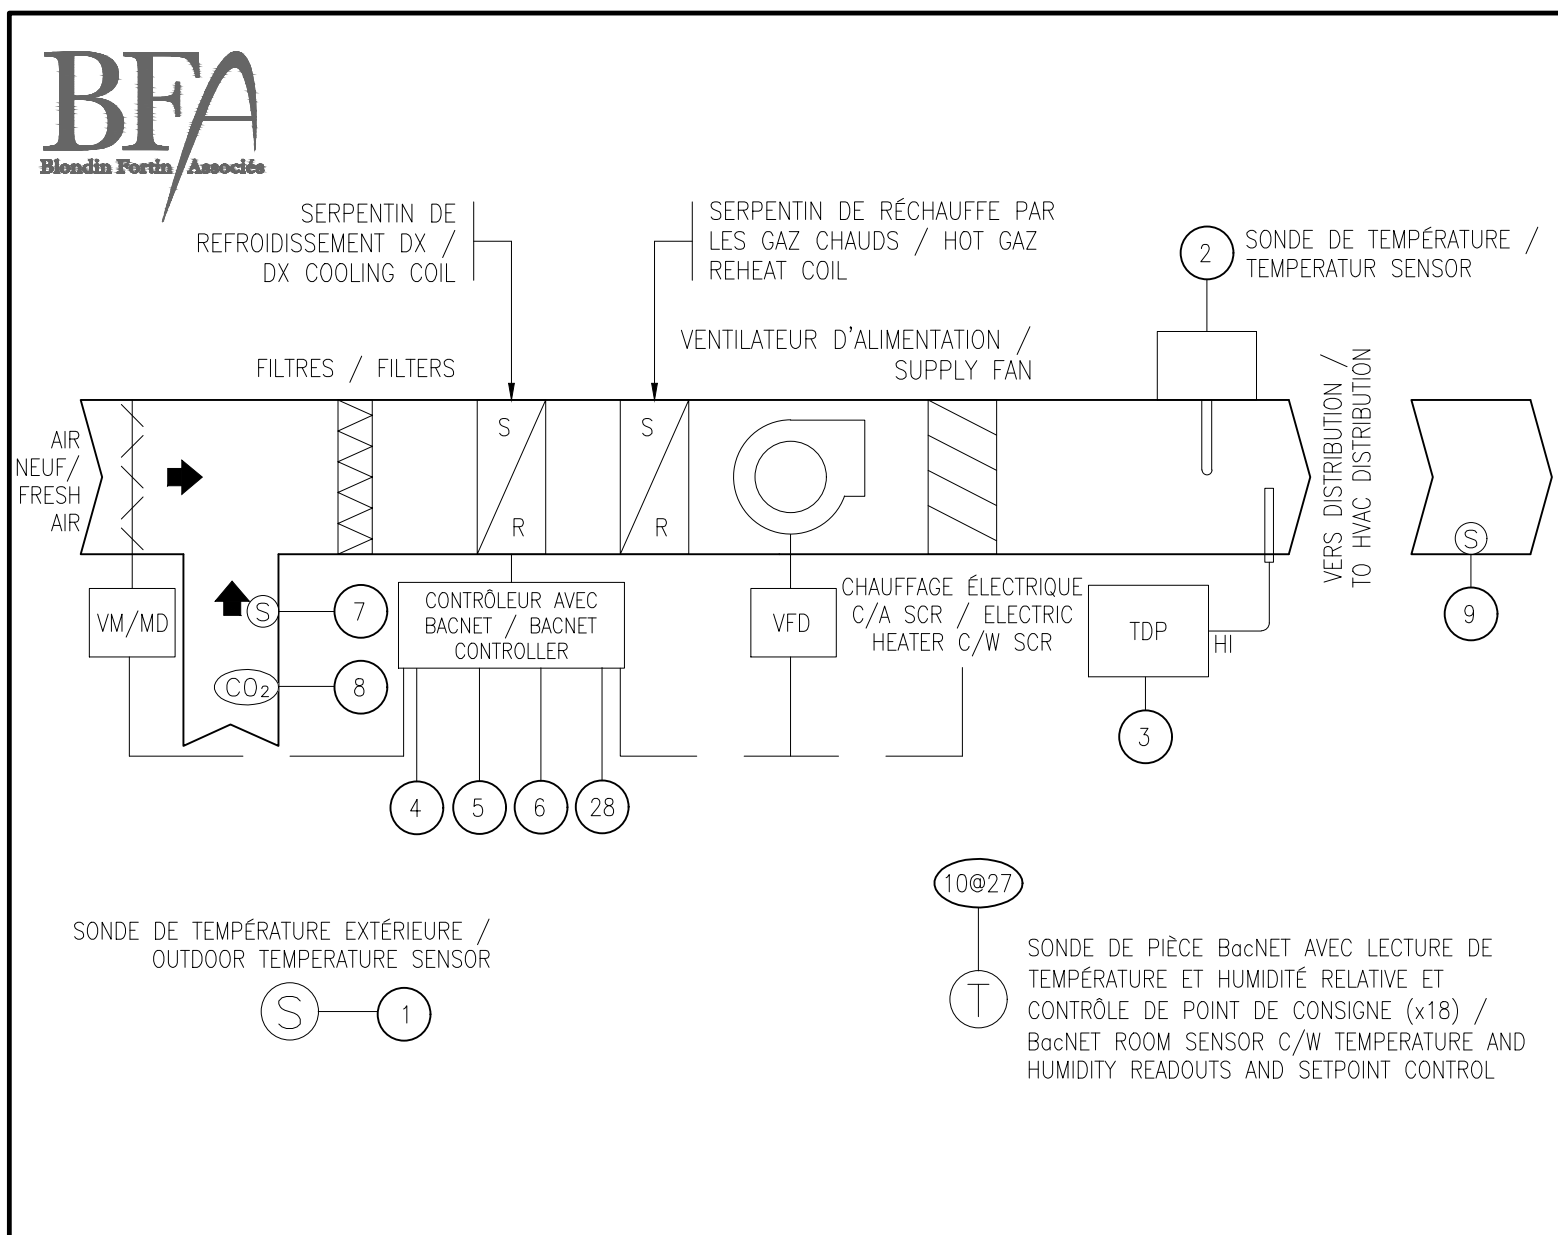 BFA
Blondin Fortin Associés
SERPENTIN DE
REFROIDISSEMENT DX /
DX COOLING COIL
SERPENTIN DE RÉCHAUFFE PAR
LES GAZ CHAUDS / HOT GAZ
REHEAT COIL
2
SONDE DE TEMPÉRATURE /
TEMPERATUR SENSOR
FILTRES / FILTERS
VENTILATEUR D'ALIMENTATION /
SUPPLY FAN
VERS DISTRIBUTION /
TO HVAC DISTRIBUTION
AIR
NEUF/
FRESH
AIR
S
R
S
R
S
9
VM/MD
S
7
CO2
8
CONTRÔLEUR AVEC
BACNET / BACNET
CONTROLLER
VFD
CHAUFFAGE ÉLECTRIQUE
C/A SCR / ELECTRIC
HEATER C/W SCR
TDP
HI
3
4
5
6
28
10@27
SONDE DE TEMPÉRATURE EXTÉRIEURE /
OUTDOOR TEMPERATURE SENSOR
S
1
T
SONDE DE PIÈCE BacNET AVEC LECTURE DE
TEMPÉRATURE ET HUMIDITÉ RELATIVE ET
CONTRÔLE DE POINT DE CONSIGNE (x18) /
BacNET ROOM SENSOR C/W TEMPERATURE AND
HUMIDITY READOUTS AND SETPOINT CONTROL